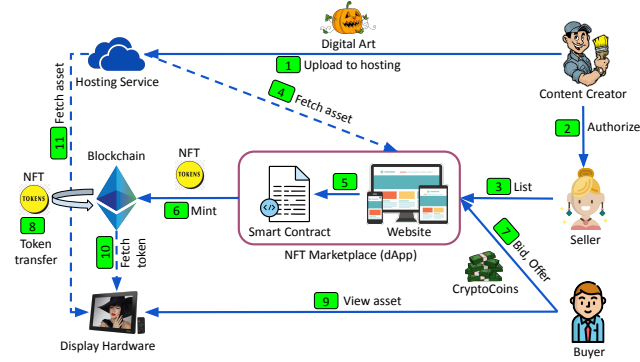 Digital Art
1 Upload to hosting
Hosting Service
Content Creator
4 Fetch asset
2 Authorize
11 Fetch asset
Blockchain
NFT
TOKENS
NFT
TOKENS
8
Token
transfer
6 Mint
5
Smart Contract
Website
NFT Marketplace (dApp)
3 List
Seller
7 Bid, Offer
CryptoCoins
10 Fetch
token
9 View asset
Display Hardware
Buyer